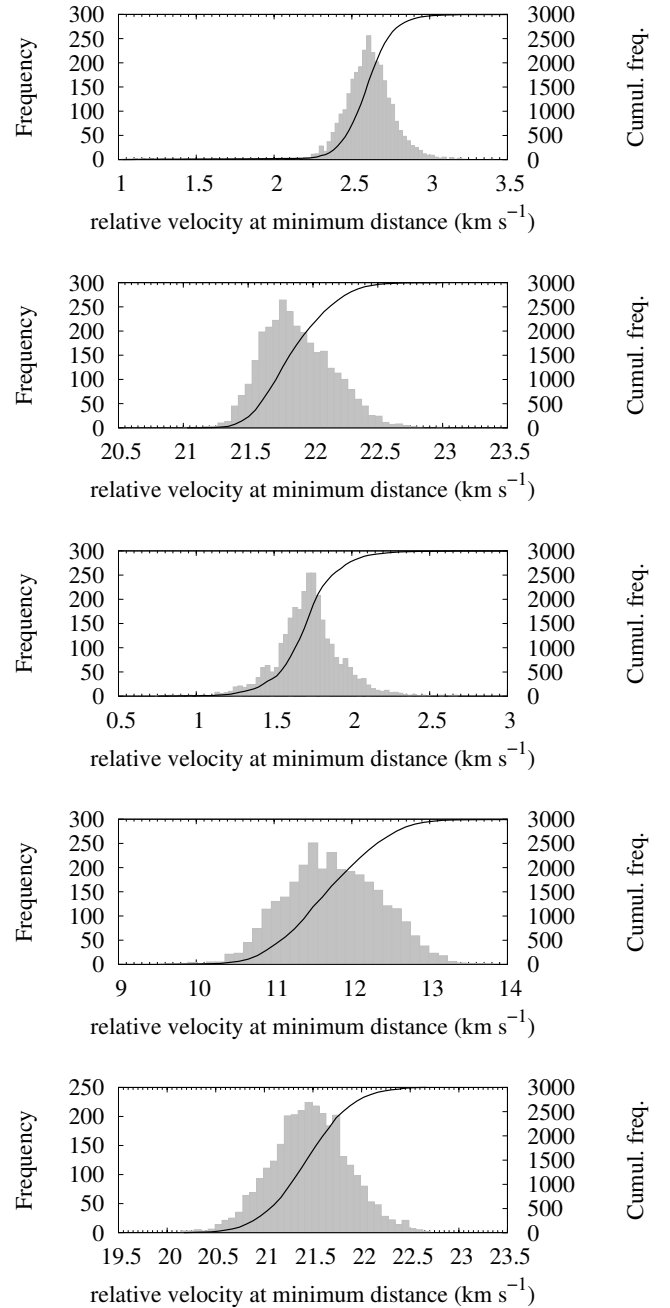 Frequency
300 250 200 150 100 50 0
3000 2500 2000 1500 1000 500 0
Cumul. freq.
1 1.5 2 2.5 3 3.5
relative velocity at minimum distance (km s⁻¹)
Frequency
300 250 200 150 100 50 0
3000 2500 2000 1500 1000 500 0
Cumul. freq.
20.5 21 21.5 22 22.5 23 23.5
relative velocity at minimum distance (km s⁻¹)
Frequency
300 250 200 150 100 50 0
3000 2500 2000 1500 1000 500 0
Cumul. freq.
0.5 1 1.5 2 2.5 3
relative velocity at minimum distance (km s⁻¹)
Frequency
300 250 200 150 100 50 0
3000 2500 2000 1500 1000 500 0
Cumul. freq.
9 10 11 12 13 14
relative velocity at minimum distance (km s⁻¹)
Frequency
250 200 150 100 50 0
3000 2500 2000 1500 1000 500 0
Cumul. freq.
19.5 20 20.5 21 21.5 22 22.5 23 23.5
relative velocity at minimum distance (km s⁻¹)